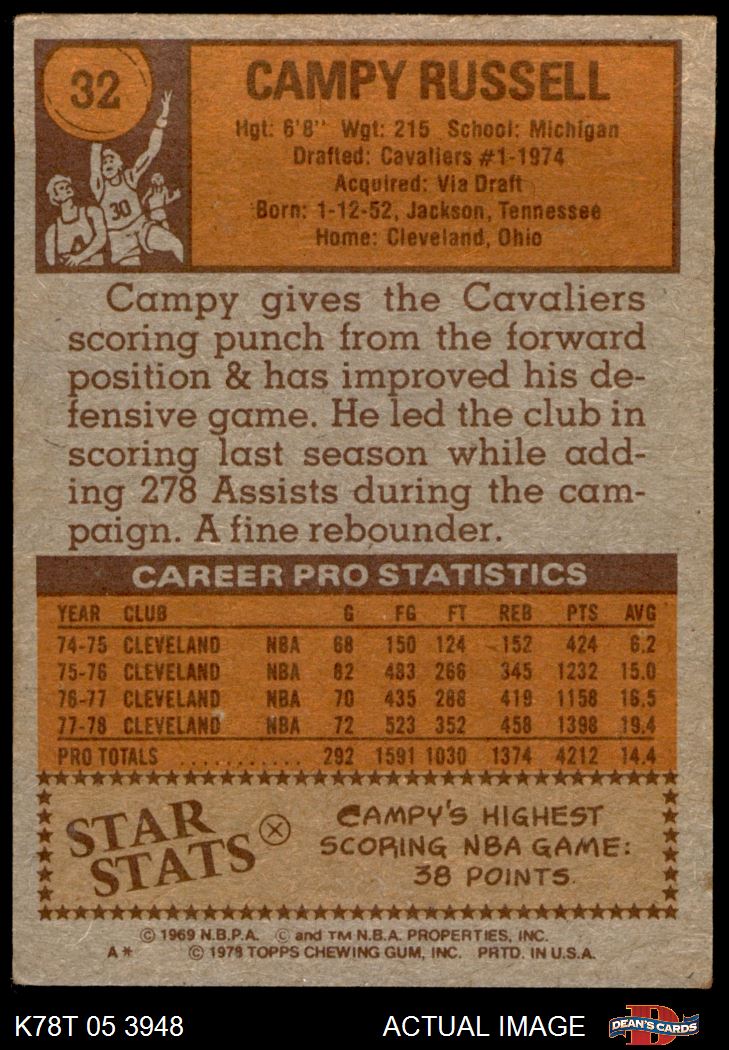 32
CAMPY RUSSELL
Hgt: 6'8" Wgt: 215 School: Michigan
Drafted: Cavaliers #1-1974
Acquired: Via Draft
Born: 1-12-52, Jackson, Tennessee
Home: Cleveland, Ohio
30
Campy gives the Cavaliers
scoring punch from the forward
position & has improved his de-
fensive game. He led the club in
scoring last season while add-
ing 278 Assists during the cam-
paign. A fine rebounder.
CAREER PRO STATISTICS
YEAR CLUB G FG FT REB PTS AVG
74-75 CLEVELAND NBA 68 150 124 152 424 6.2
75-76 CLEVELAND NBA 82 483 266 345 1232 15.0
76-77 CLEVELAND NBA 70 435 288 419 1158 16.5
77-78 CLEVELAND NBA 72 523 352 458 1398 19.4
PRO TOTALS ........... 292 1591 1030 1374 4212 14.4
STAR STATS
CAMPY'S HIGHEST
SCORING NBA GAME:
38 POINTS.
© 1969 N.B.P.A. © and TM N.B.A. PROPERTIES, INC.
A* © 1978 TOPPS CHEWING GUM, INC. PRTD. IN U.S.A.
K78T 05 3948 ACTUAL IMAGE D DEAN'S CARDS